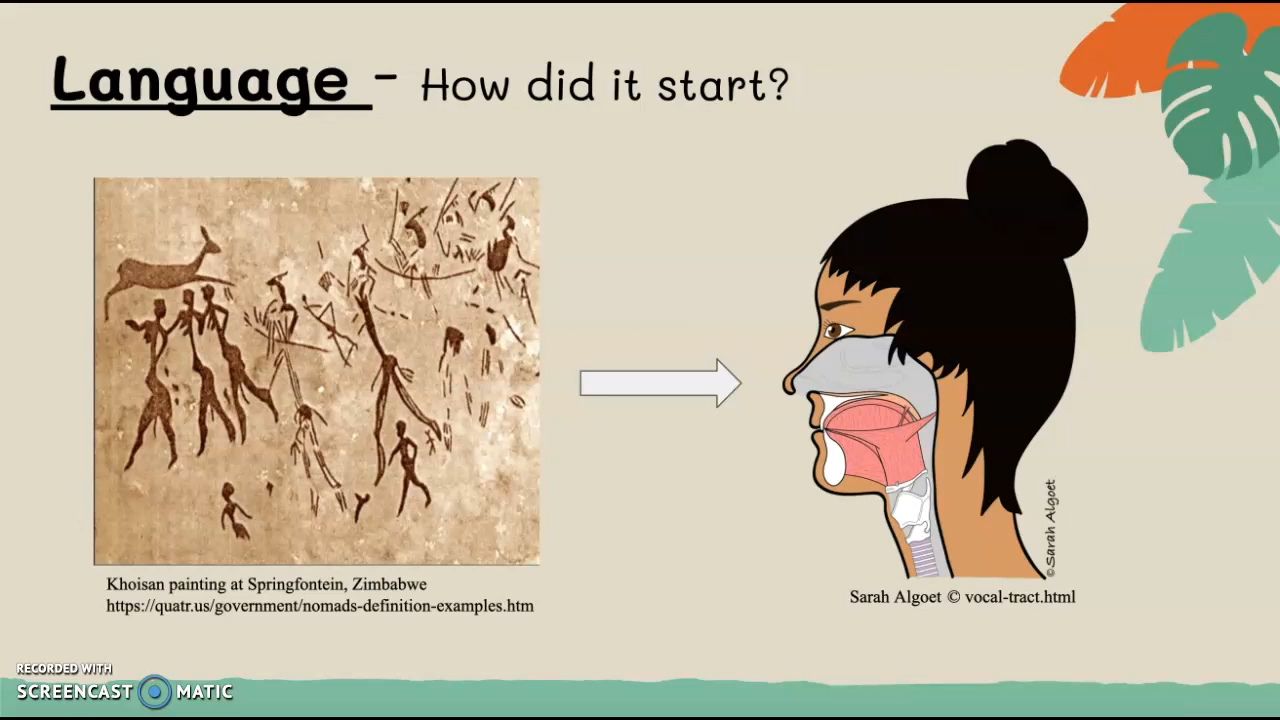 Language - How did it start?
Khoisan painting at Springfontein, Zimbabwe
https://quatr.us/government/nomads-definition-examples.htm
©Sarah Algoet
Sarah Algoet © vocal-tract.html
RECORDED WITH
SCREENCAST MATIC